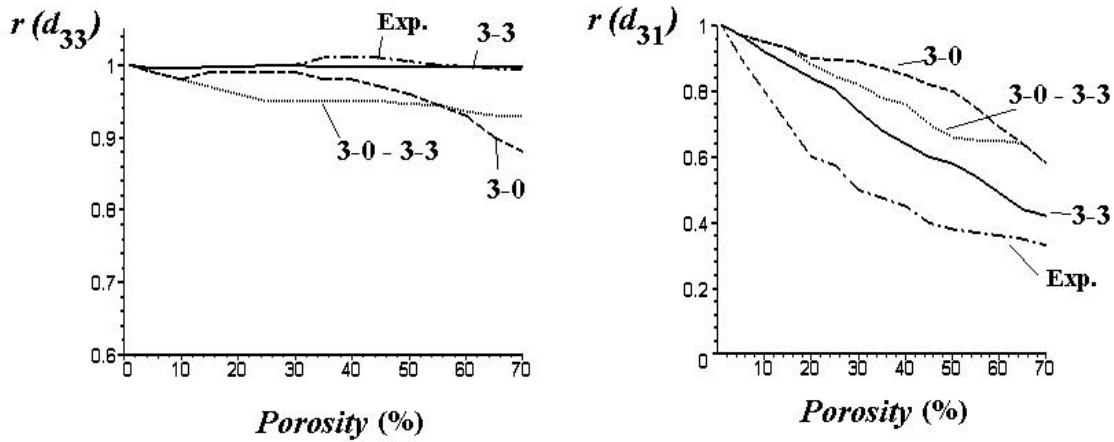 r (d33)
Exp.
3-3
1
0.9
0.8
0.7
0.6
3-0 - 3-3
3-0
0 10 20 30 40 50 60 70
Porosity (%)
r (d31)
1
0.8
0.6
0.4
0.2
0
3-0
3-0 - 3-3
3-3
Exp.
10 20 30 40 50 60 70
Porosity (%)